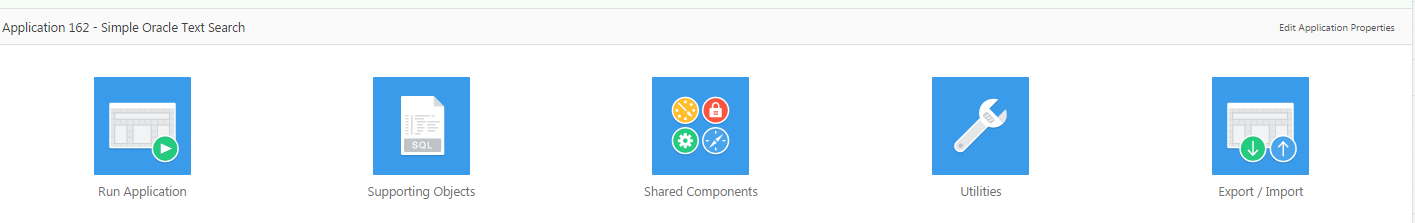 Application 162 - Simple Oracle Text Search
Edit Application Properties
SQL
Run Application
Supporting Objects
Shared Components
Utilities
Export / Import